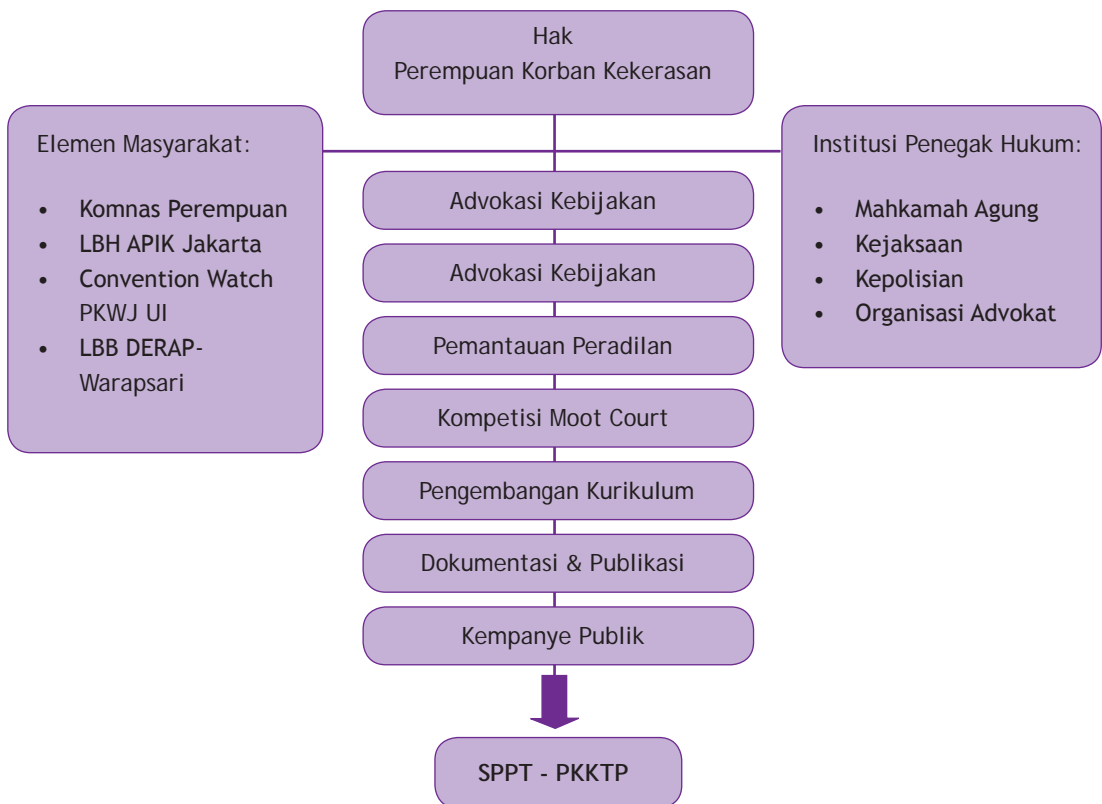 Hak
Perempuan Korban Kekerasan
Elemen Masyarakat:
• Komnas Perempuan
• LBH APIK Jakarta
• Convention Watch
PKWJ UI
• LBB DERAP-
Warapsari
Advokasi Kebijakan
Advokasi Kebijakan
Pemantauan Peradilan
Kompetisi Moot Court
Pengembangan Kurikulum
Dokumentasi & Publikasi
Kempanye Publik
Institusi Penegak Hukum:
• Mahkamah Agung
• Kejaksaan
• Kepolisian
• Organisasi Advokat
SPPT - PKKTP